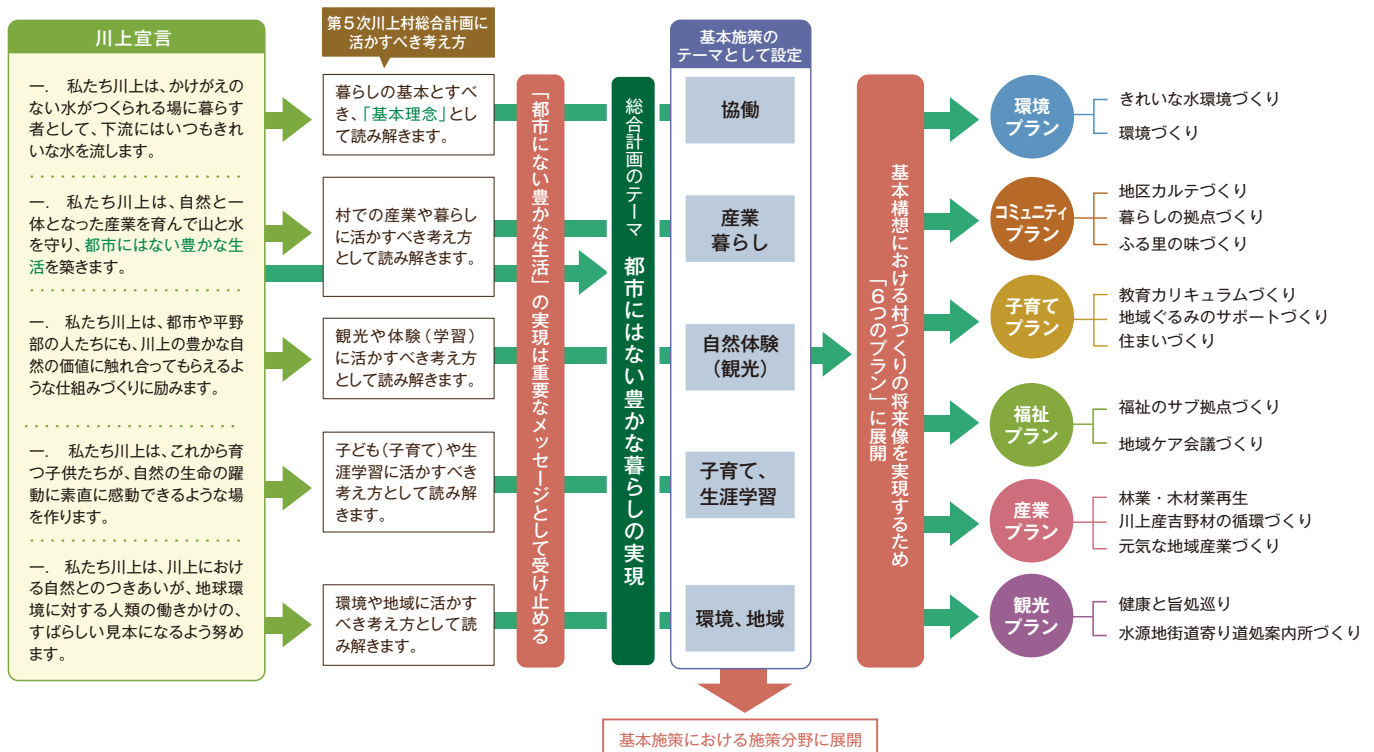 川上宣言
一. 私たち川上は、かけがえの
ない水がつくられる場に暮らす
者として、下流にはいつもきれ
いな水を流します。
一. 私たち川上は、自然と一
体となった産業を育んで山と水
を守り、都市にはない豊かな生
活を築きます。
一. 私たち川上は、都市や平野
部の人たちにも、川上の豊かな自
然の価値に触れ合ってもらえるよ
うな仕組みづくりに励みます。
一. 私たち川上は、これから育
つ子供たちが、自然の生命の躍
動に素直に感動できるような場
を作ります。
一. 私たち川上は、川上におけ
る自然とのつきあいが、地球環
境に対する人類の働きかけの、
すばらしい見本になるよう努め
ます。
第5次川上村総合計画に
活かすべき考え方
暮らしの基本とすべ
き、「基本理念」とし
て読み解きます。
村での産業や暮らし
に活かすべき考え方
として読み解きます。
観光や体験(学習)
に活かすべき考え方
として読み解きます。
子ども(子育て)や生
涯学習に活かすべき
考え方として読み解
きます。
環境や地域に活かす
べき考え方として読
み解きます。
「都市にない豊かな生活」の実現は重要なメッセージとして受け止める
総合計画のテーマ 都市にはない豊かな暮らしの実現
基本施策の
テーマとして設定
協働
産業
暮らし
自然体験
(観光)
子育て、
生涯学習
環境、地域
基本施策における施策分野に展開
基本構想における村づくりの将来像を実現するため
「6つのプラン」に展開
環境
プラン
きれいな水環境づくり
環境づくり
コミュニティ
プラン
地区カルテづくり
暮らしの拠点づくり
ふる里の味づくり
子育て
プラン
教育カリキュラムづくり
地域ぐるみのサポートづくり
住まいづくり
福祉
プラン
福祉のサブ拠点づくり
地域ケア会議づくり
産業
プラン
林業・木材業再生
川上産吉野材の循環づくり
元気な地域産業づくり
観光
プラン
健康と旨処巡り
水源地街道寄り道処案内所づくり